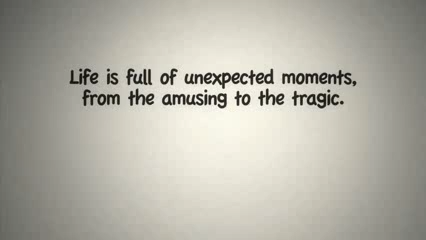 Life is full of unexpected moments,
from the amusing to the tragic.